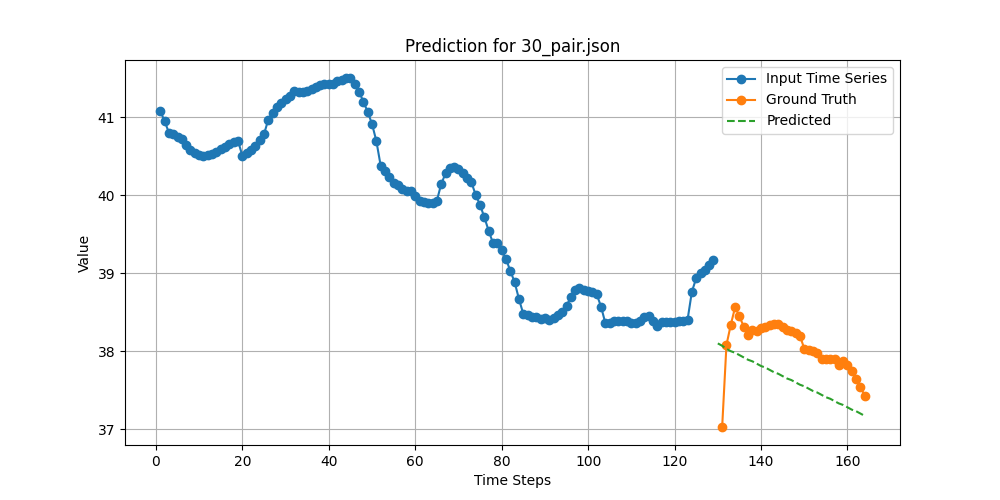 Prediction for 30_pair.json
Input Time Series
Ground Truth
Predicted
Value
41
40
39
38
37
0 20 40 60 80 100 120 140 160
Time Steps